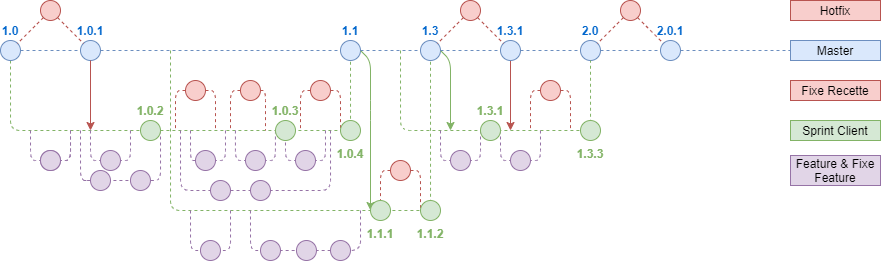 1.0
1.0.1
1.1
1.3
1.3.1
2.0
2.0.1
Hotfix
Master
Fixe Recette
1.0.2
1.0.3
1.0.4
1.3.1
1.3.3
Sprint Client
Feature & Fixe
Feature
1.1.1
1.1.2